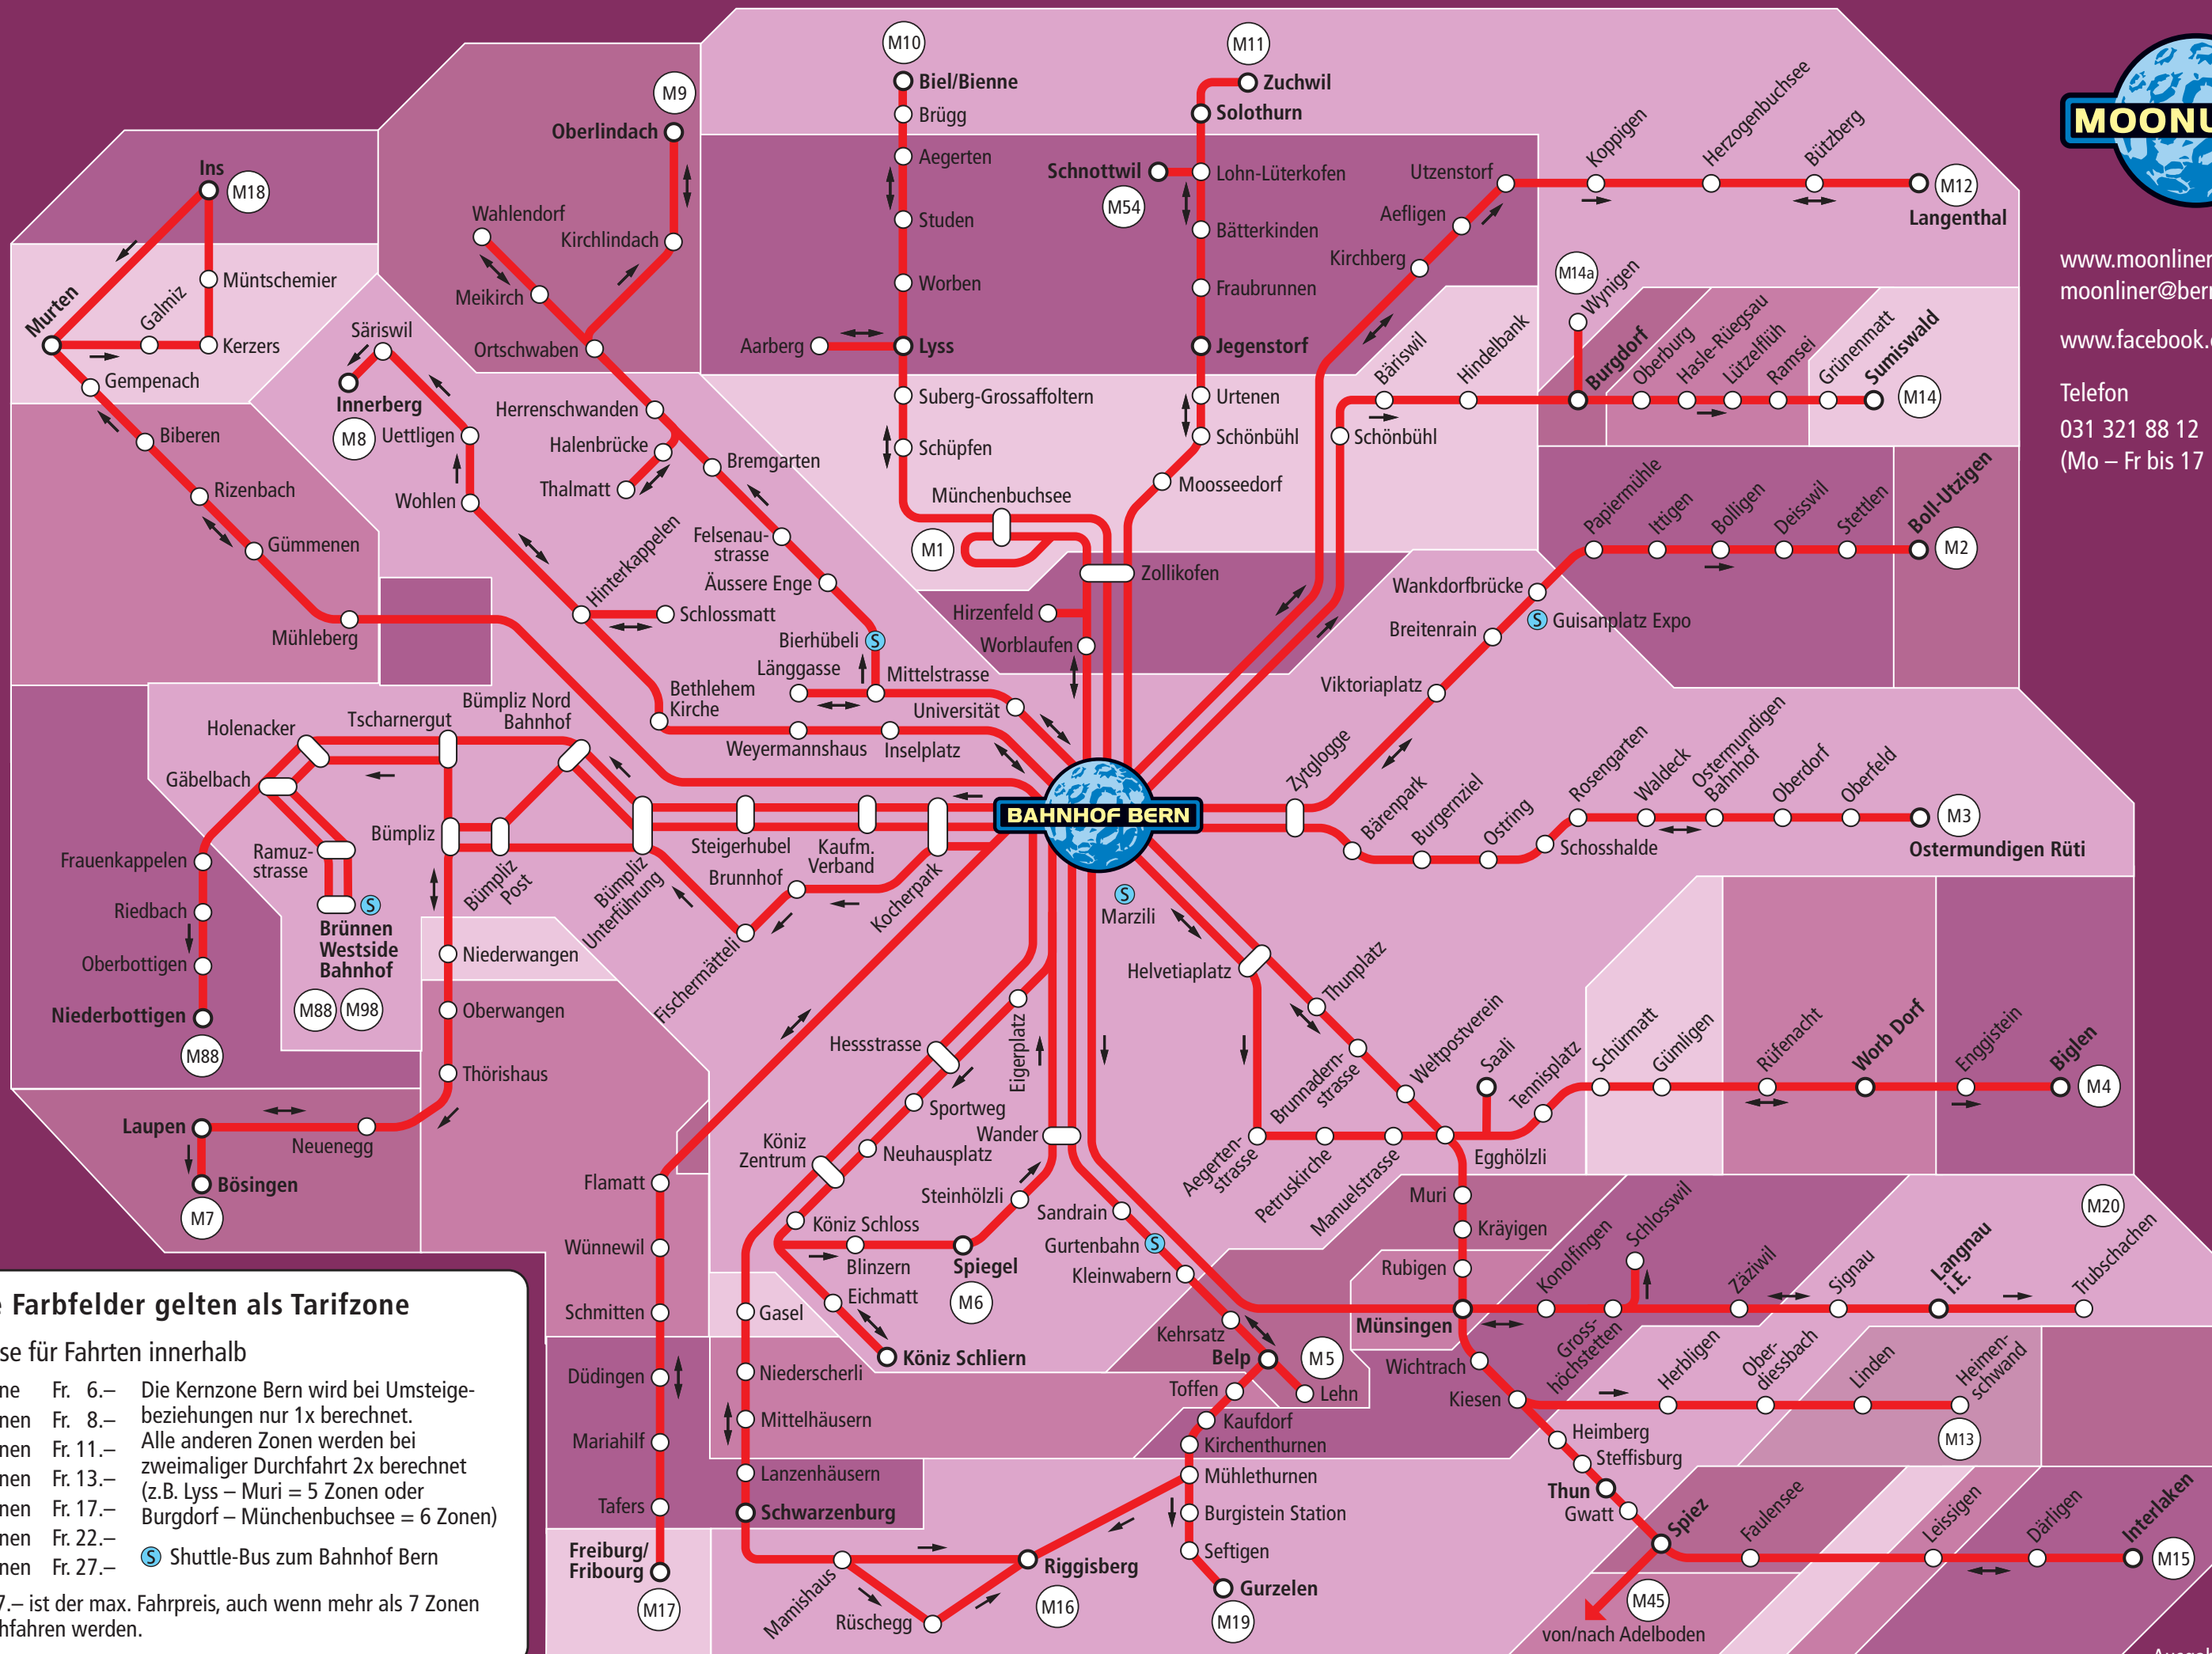 M10
Biel/Bienne
Brügg
Aegerten
Studen
Worben
Aarberg
Lyss
Suberg-Grossaffoltern
Schüpfen
Münchenbuchsee
M1
Zollikofen
Hirzenfeld
Worblaufen
M11
Zuchwil
Solothurn
Schnottwil
M54
Lohn-Lüterkofen
Bätterkinden
Fraubrunnen
Jegenstorf
Urtenen
Schönbühl
Moosseedorf
M9
Oberlindach
Kirchlindach
Wahlendorf
Meikirch
Ortschwaben
Herrenschwanden
Halenbrücke
Thalmatt
Bremgarten
Felsenau-
strasse
Äussere Enge
Bierhübeli
S
Länggasse
Mittelstrasse
Universität
Ins
M18
Müntschemier
Murten
Galmiz
Kerzers
Gempenach
Biberen
Rizenbach
Gümmenen
Mühleberg
Säriswil
Innerberg
M8
Uettligen
Wohlen
Hinterkappelen
Schlossmatt
Bethlehem
Kirche
Weyermannshaus
Inselplatz
Utzenstorf
Aefligen
Kirchberg
Koppigen
Herzogenbuchsee
Bützberg
M12
Langenthal
M14a
Wynigen
Bäriswil
Hindelbank
Schönbühl
Burgdorf
Oberburg
Hasle-Rüegsau
Lützelflüh
Ramsei
Grünenmatt
Sumiswald
M14
Papiermühle
Ittigen
Bolligen
Deisswil
Stettlen
Boll-Utzigen
M2
Wankdorfbrücke
S Guisanplatz Expo
Breitenrain
Viktoriaplatz
Zytglogge
Bärenpark
Burgernziel
Ostring
Schosshalde
Rosengarten
Waldeck
Ostermundigen
Bahnhof
Oberdorf
Oberfeld
M3
Ostermundigen Rüti
BAHNHOF BERN
S
Marzili
Holenacker
Tscharnergut
Bümpliz Nord
Bahnhof
Gäbelbach
Bümpliz
Ramuz-
strasse
Bümpliz
Post
Bümpliz
Unterführung
Steigerhubel
Kaufm.
Verband
Kocherpark
Brunnhof
Fischermätteli
Frauenkappelen
Riedbach
Oberbottigen
Niederbottigen
M88
S
Brünnen
Westside
Bahnhof
M88
M98
Niederwangen
Oberwangen
Thörishaus
Laupen
Neuenegg
Bösingen
M7
Helvetiaplatz
Thunplatz
Brunnadern-
strasse
Weltpostverein
Saali
Tennisplatz
Schürmatt
Gümligen
Rüfenacht
Worb Dorf
Enggistein
Biglen
M4
Aegerten-
strasse
Petruskirche
Manuelstrasse
Egghölzli
Muri
Kräyigen
Rubigen
Münsingen
Wichtrach
Kiesen
Heimberg
Steffisburg
Thun
Gwatt
Spiez
Faulensee
Leissigen
Därligen
Interlaken
M15
M45
von/nach Adelboden
Konolfingen
Gross-
höchstetten
Schlosswil
Zäziwil
Signau
Langnau
i.E.
Trubschachen
M20
Herbligen
Ober-
diessbach
Linden
Heimen-
schwand
M13
Hessstrasse
Eigerplatz
Sportweg
Neuhausplatz
Köniz
Zentrum
Wander
Steinhölzli
Köniz Schloss
Blinzern
Spiegel
M6
Eichmatt
Köniz Schliern
Sandrain
Gurtenbahn S
Kleinwabern
Kehrsatz
Belp
M5
Lehn
Toffen
Kaufdorf
Kirchenthurnen
Mühlethurnen
Burgistein Station
Seftigen
Gurzelen
M19
Gasel
Niederscherli
Mittelhäusern
Lanzenhäusern
Schwarzenburg
Mamishaus
Rüschegg
Riggisberg
M16
Flamatt
Wünnewil
Schmitten
Düdingen
Mariahilf
Tafers
Freiburg/
Fribourg
M17
Farbfelder gelten als Tarifzone
für Fahrten innerhalb
Fr. 6.–
Fr. 8.–
Fr. 11.–
Fr. 13.–
Fr. 17.–
Fr. 22.–
Fr. 27.–
Die Kernzone Bern wird bei Umsteige-
beziehungen nur 1x berechnet.
Alle anderen Zonen werden bei
zweimaliger Durchfahrt 2x berechnet
(z.B. Lyss – Muri = 5 Zonen oder
Burgdorf – Münchenbuchsee = 6 Zonen)
S Shuttle-Bus zum Bahnhof Bern
ist der max. Fahrpreis, auch wenn mehr als 7 Zonen
werden.
www.moonliner
www.facebook.
Telefon
031 321 88 12
(Mo – Fr bis 17